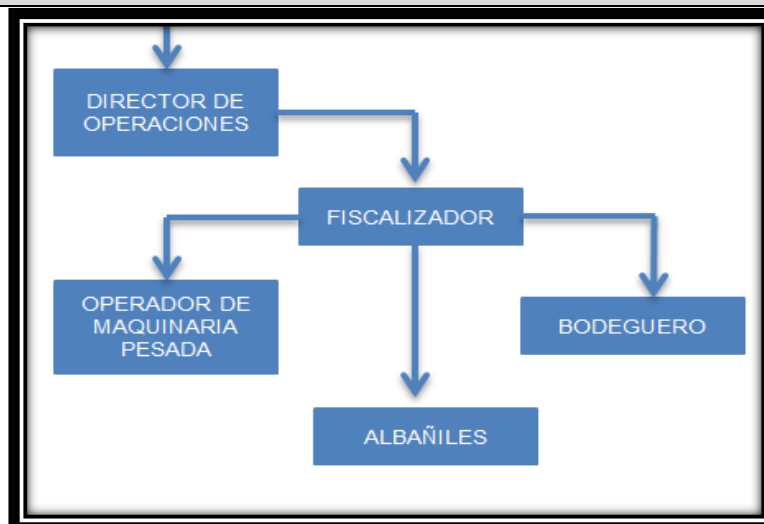 DIRECTOR DE
OPERACIONES
FISCALIZADOR
OPERADOR DE
MAQUINARIA
PESADA
BODEGUERO
ALBAÑILES